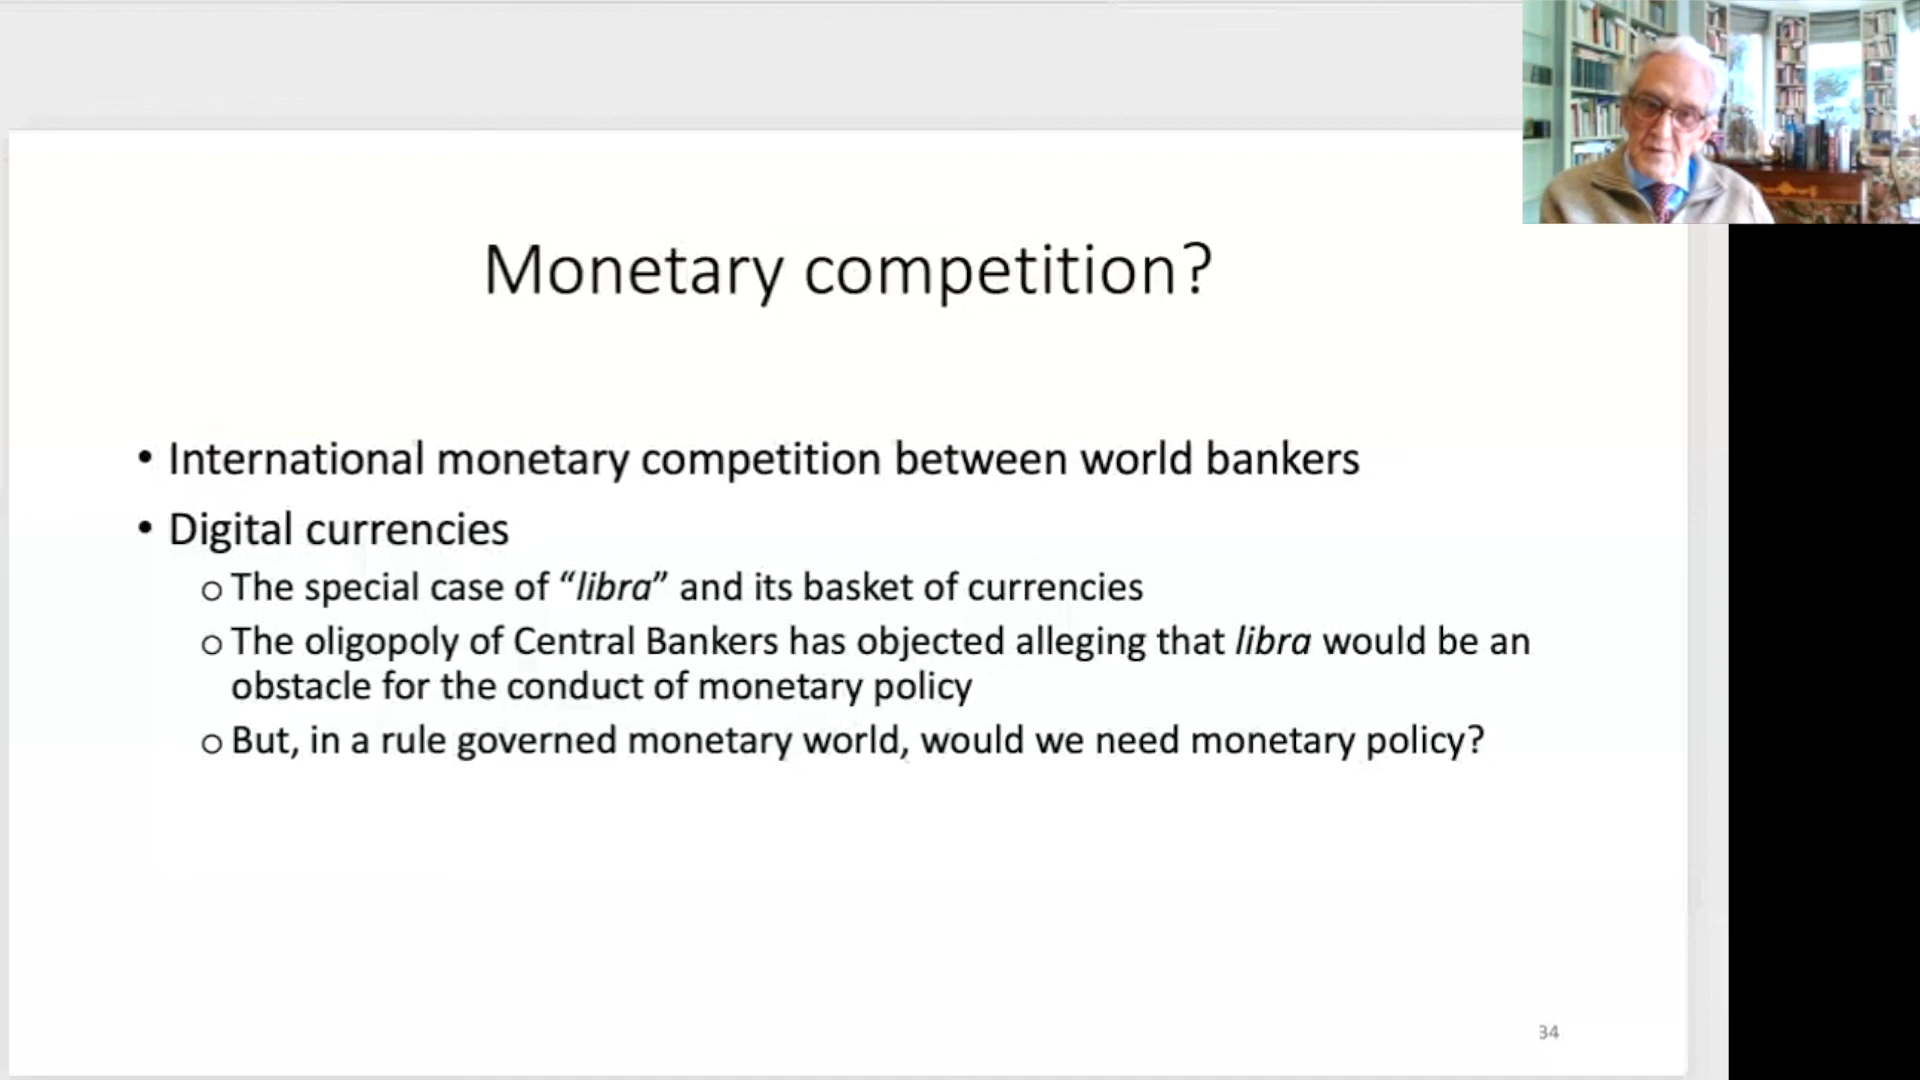 Monetary competition?
• International monetary competition between world bankers
• Digital currencies
o The special case of “libra” and its basket of currencies
o The oligopoly of Central Bankers has objected alleging that libra would be an
obstacle for the conduct of monetary policy
o But, in a rule governed monetary world, would we need monetary policy?
34